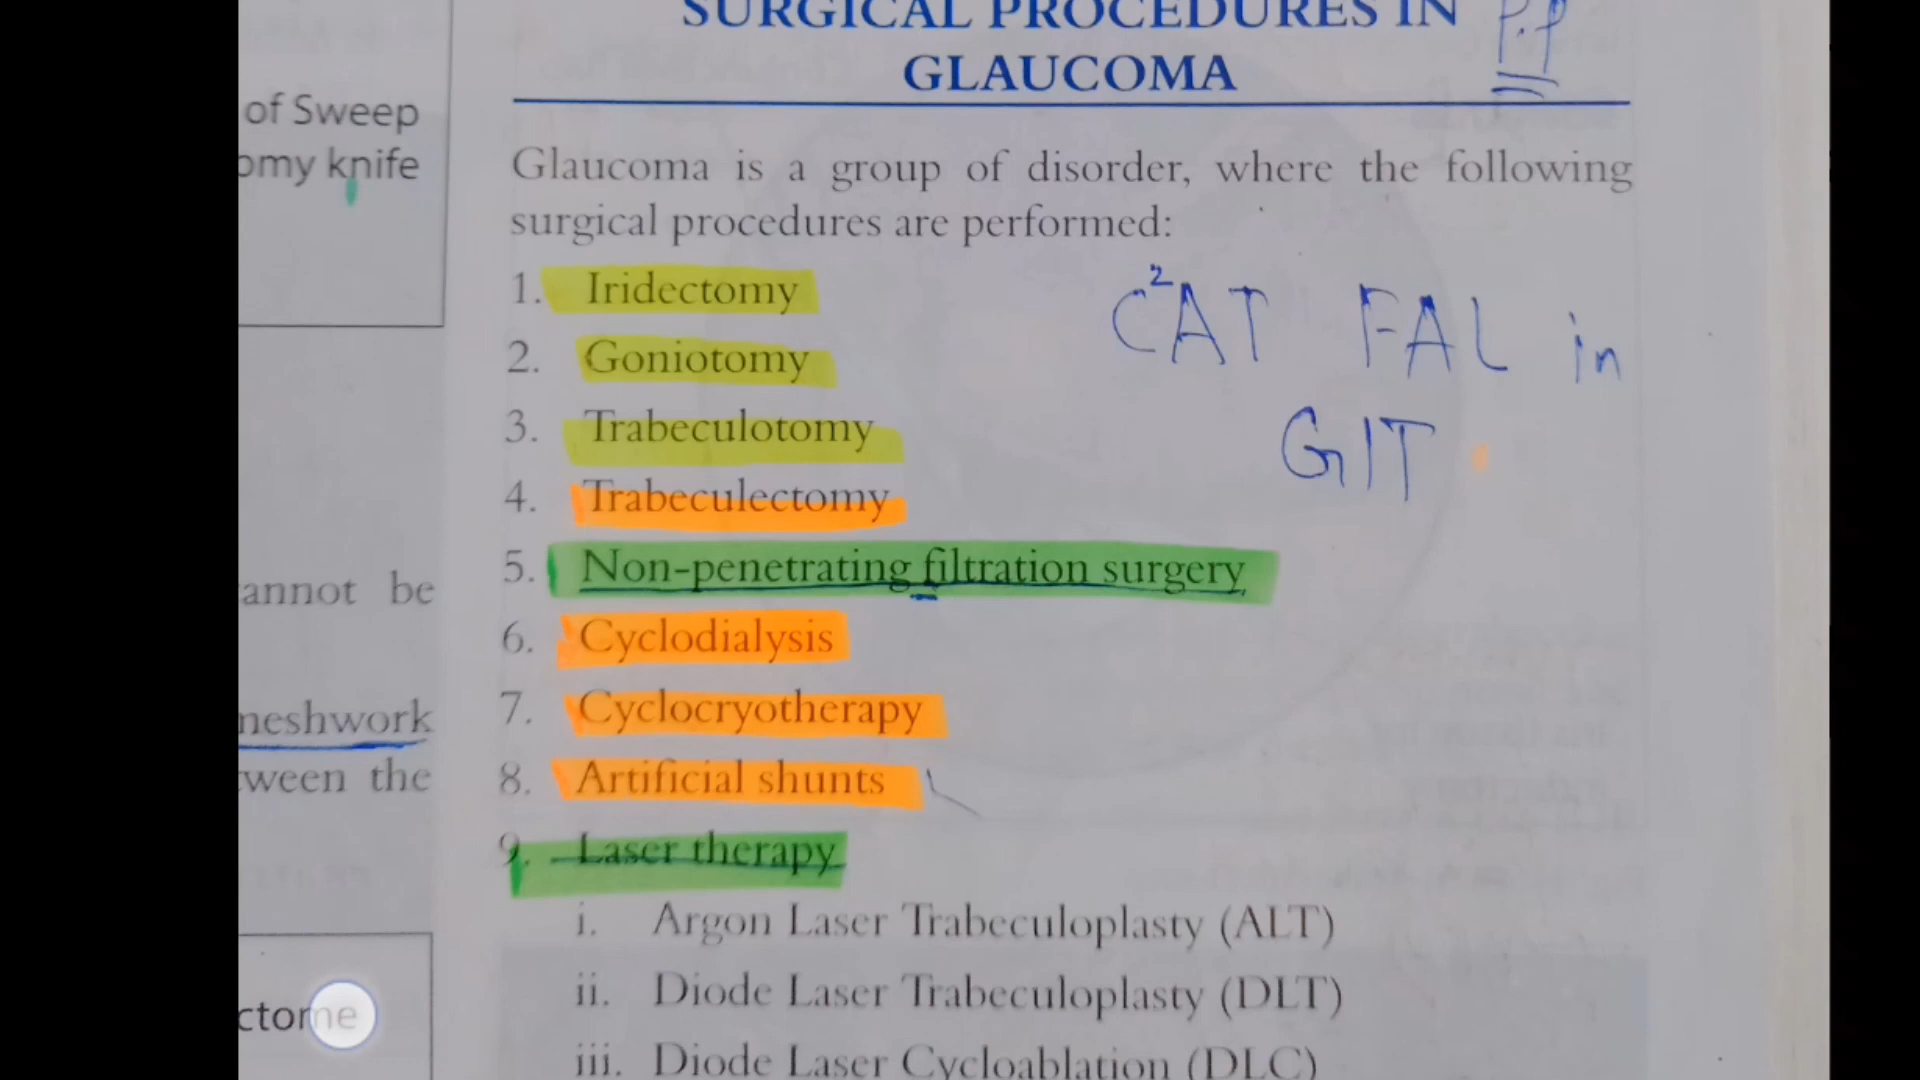 of Sweep
knife
annot be
neshwork
ween the
SURGICAL PROCEDURES IN
GLAUCOMA
P.P
Glaucoma is a group of disorder, where the following
surgical procedures are performed:
1. Iridectomy
2. Goniotomy
3. Trabeculotomy
4. Trabeculectomy
5. Non-penetrating filtration surgery
6. Cyclodialysis
7. Cyclocryotherapy
8. Artificial shunts
9. Laser therapy
i. Argon Laser Trabeculoplasty (ALT)
ii. Diode Laser Trabeculoplasty (DLT)
iii. Diode Laser Cycloablation (DLC)
C²AT FAL in
GIT